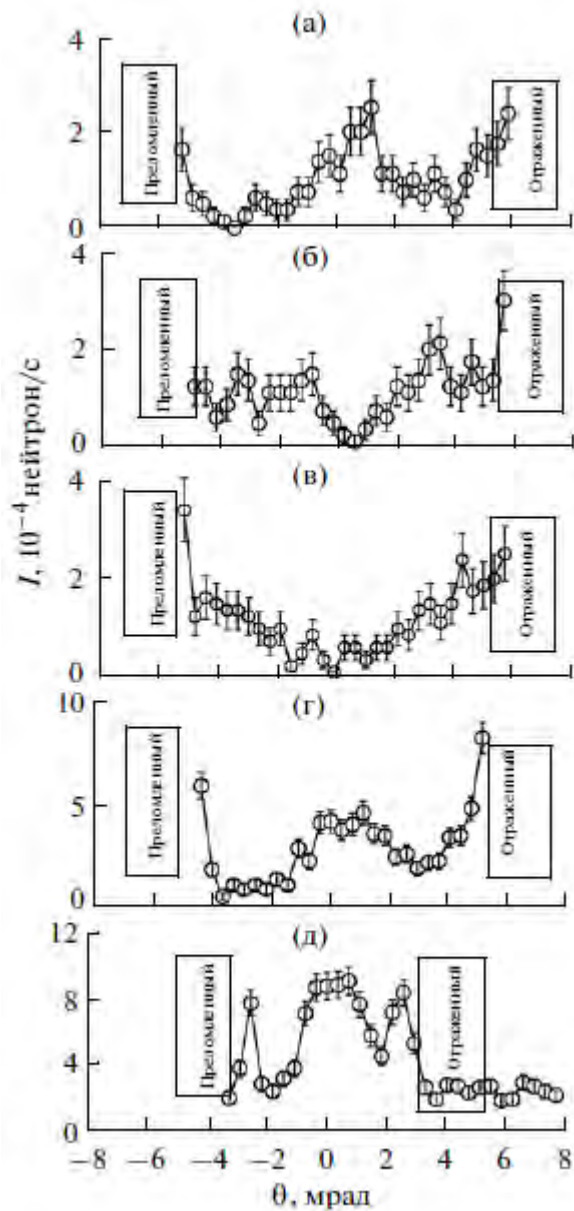 (а)
4
2
0
Преломленный
Отраженный
(б)
4
2
0
Преломленный
Отраженный
I, 10⁻⁴ нейтрон/с
(в)
4
2
0
Преломленный
Отраженный
(г)
10
5
0
Преломленный
Отраженный
(д)
12
8
4
0
Преломленный
Отраженный
−8 −6 −4 −2 0 2 4 6 8
θ, мрад